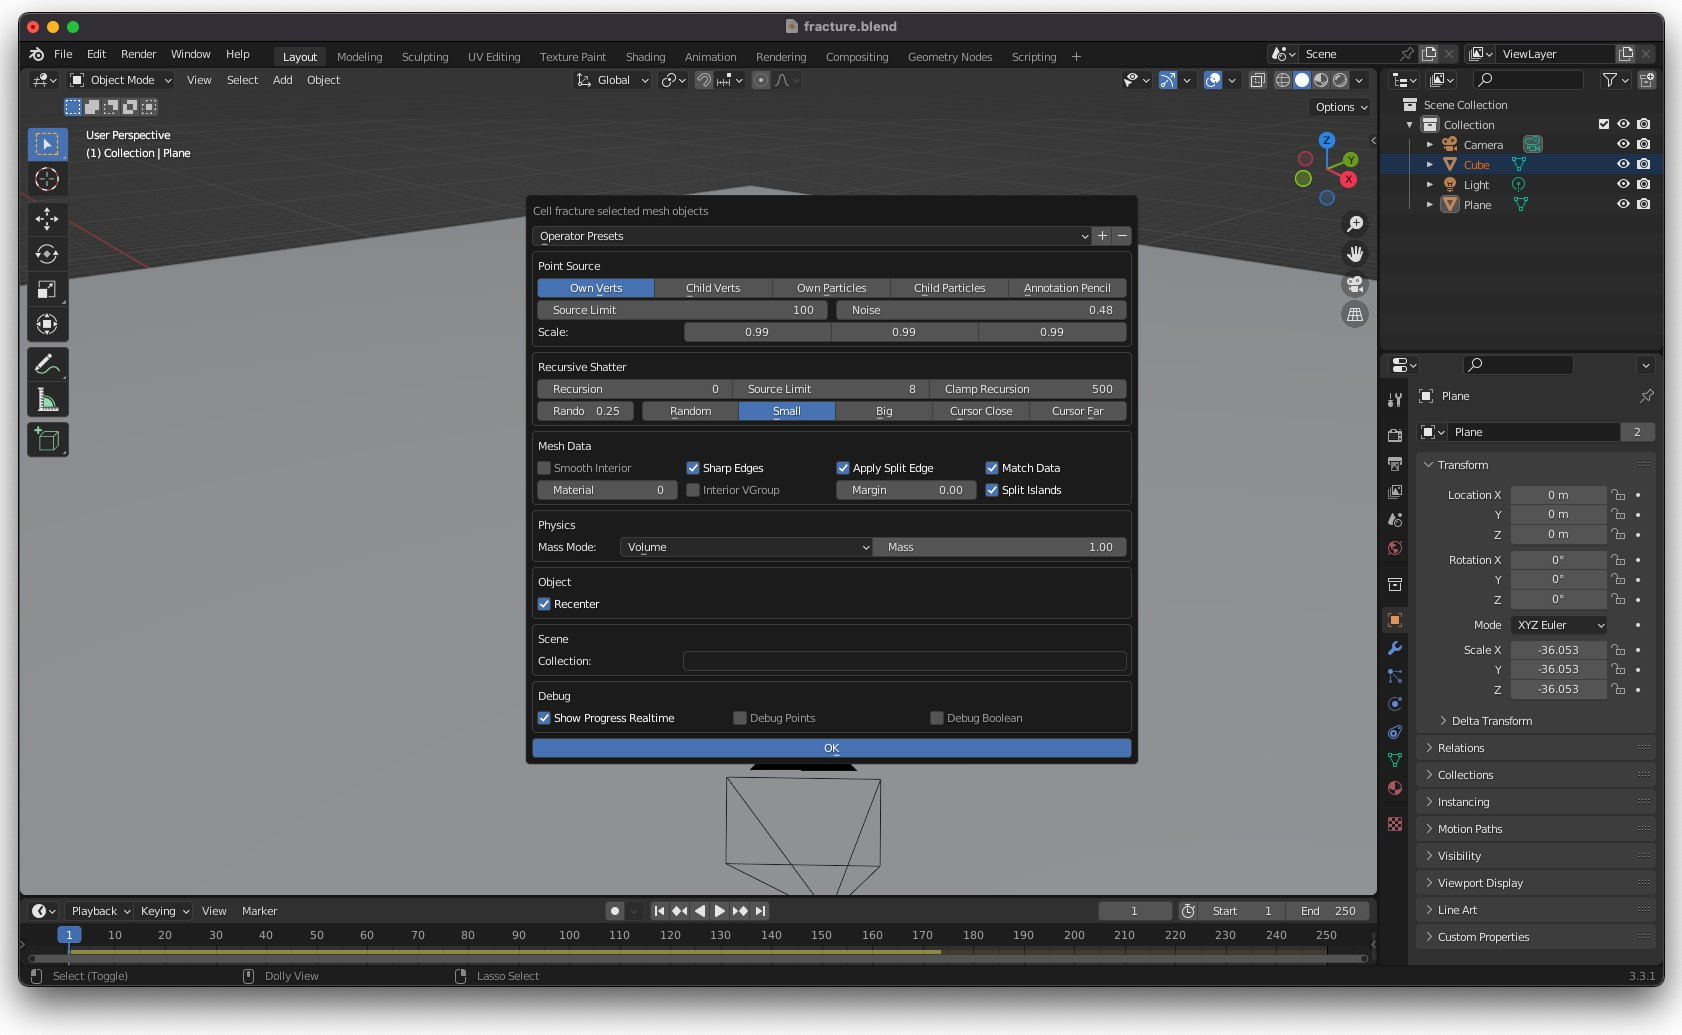 fracture.blend
File Edit Render Window Help Layout Modeling Sculpting UV Editing Texture Paint Shading Animation Rendering Compositing Geometry Nodes Scripting + Scene ViewLayer
Object Mode View Select Add Object Global
Options
User Perspective
(1) Collection | Plane
Z
Y
X
Cell fracture selected mesh objects
Operator Presets
Point Source
Own Verts Child Verts Own Particles Child Particles Annotation Pencil
Source Limit 100 Noise 0.48
Scale: 0.99 0.99 0.99
Recursive Shatter
Recursion 0 Source Limit 8 Clamp Recursion 500
Rando 0.25 Random Small Big Cursor Close Cursor Far
Mesh Data
Smooth Interior Sharp Edges Apply Split Edge Match Data
Material 0 Interior VGroup Margin 0.00 Split Islands
Physics
Mass Mode: Volume Mass 1.00
Object
Recenter
Scene
Collection:
Debug
Show Progress Realtime Debug Points Debug Boolean
OK
Scene Collection
Collection
Camera
Cube
Light
Plane
Plane
Plane 2
Transform
Location X 0 m
Y 0 m
Z 0 m
Rotation X 0°
Y 0°
Z 0°
Mode XYZ Euler
Scale X -36.053
Y -36.053
Z -36.053
Delta Transform
Relations
Collections
Instancing
Motion Paths
Visibility
Viewport Display
Line Art
Custom Properties
Playback Keying View Marker 1 Start 1 End 250
1 10 20 30 40 50 60 70 80 90 100 110 120 130 140 150 160 170 180 190 200 210 220 230 240 250
Select (Toggle) Dolly View Lasso Select 3.3.1